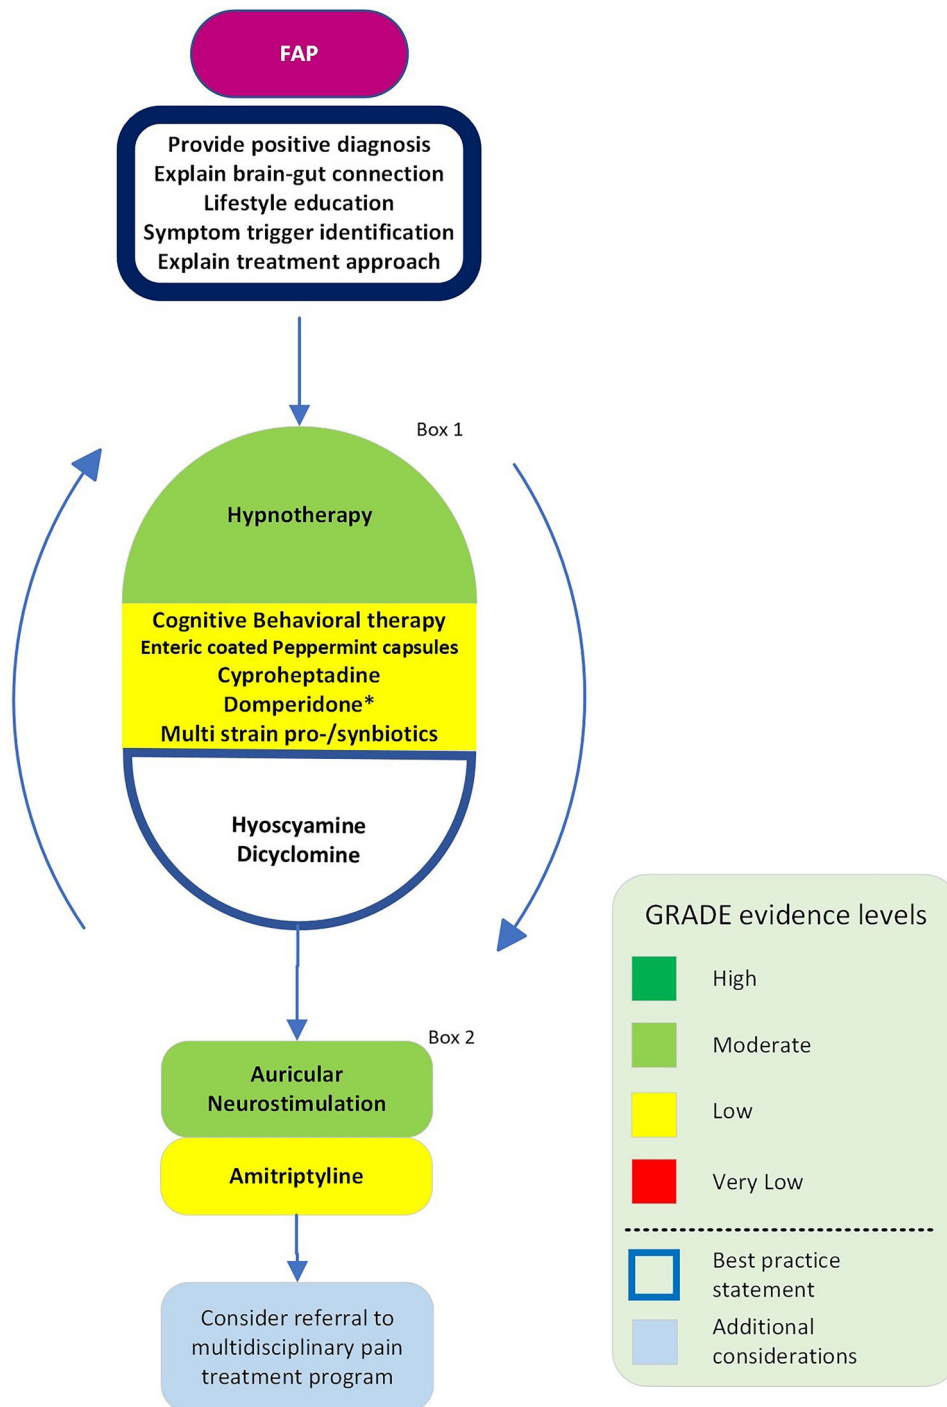 FAP
Provide positive diagnosis
Explain brain-gut connection
Lifestyle education
Symptom trigger identification
Explain treatment approach
Box 1
Hypnotherapy
Cognitive Behavioral therapy
Enteric coated Peppermint capsules
Cyproheptadine
Domperidone*
Multi strain pro-/synbiotics
Hyoscyamine
Dicyclomine
Box 2
Auricular
Neurostimulation
Amitriptyline
Consider referral to
multidisciplinary pain
treatment program
GRADE evidence levels
High
Moderate
Low
Very Low
Best practice
statement
Additional
considerations